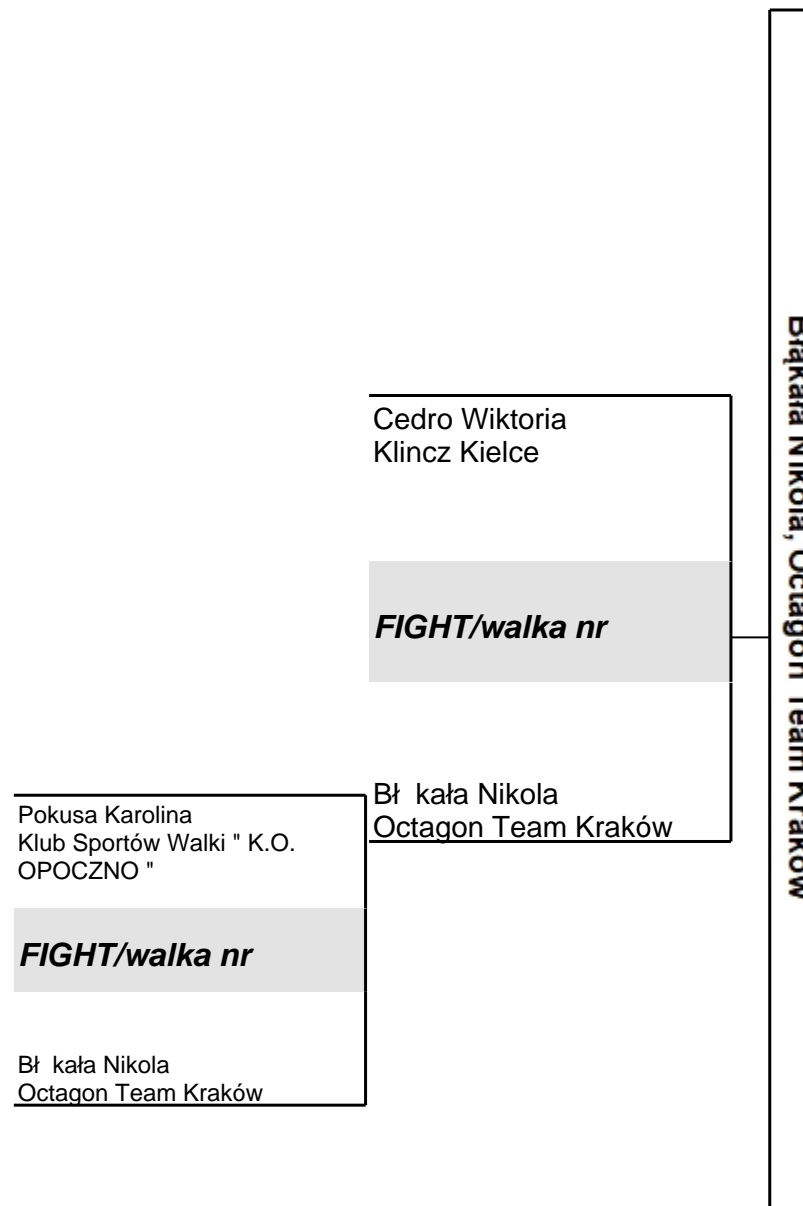 Cedro Wiktoria
Klincz Kielce
FIGHT/walka nr
Bł kała Nikola
Octagon Team Kraków
Pokusa Karolina
Klub Sportów Walki " K.O.
OPOCZNO "
FIGHT/walka nr
Bł kała Nikola
Octagon Team Kraków
Błąkała Nikola, Octagon Team Kraków